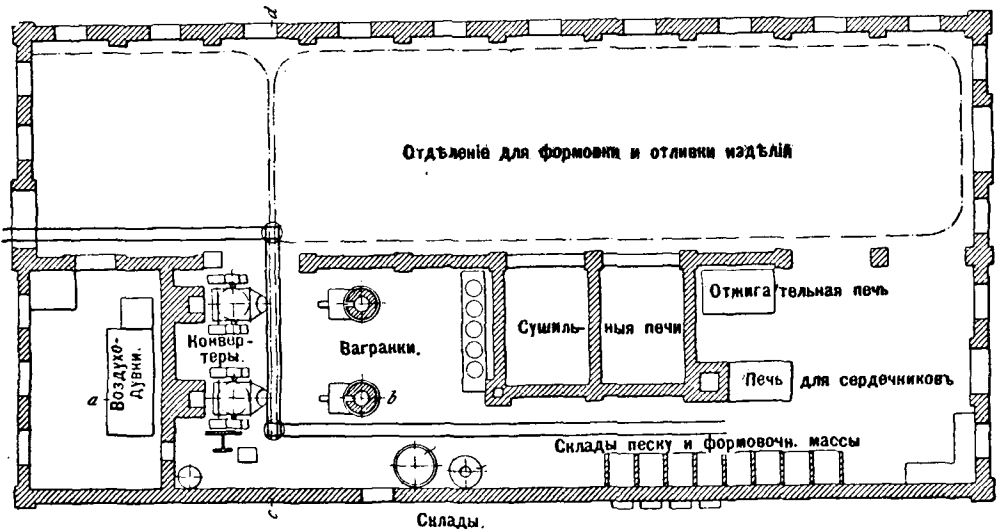 d
Отдѣленіе для формовки и отливки издѣлій
Отжигательная печь
Сушиль-ныя печи
Конвер-
теры.
Вагранки.
Воздухо-
дувки.
a
b
Печь для сердечниковъ
Склады песку и формовочн. массы
c
Склады.